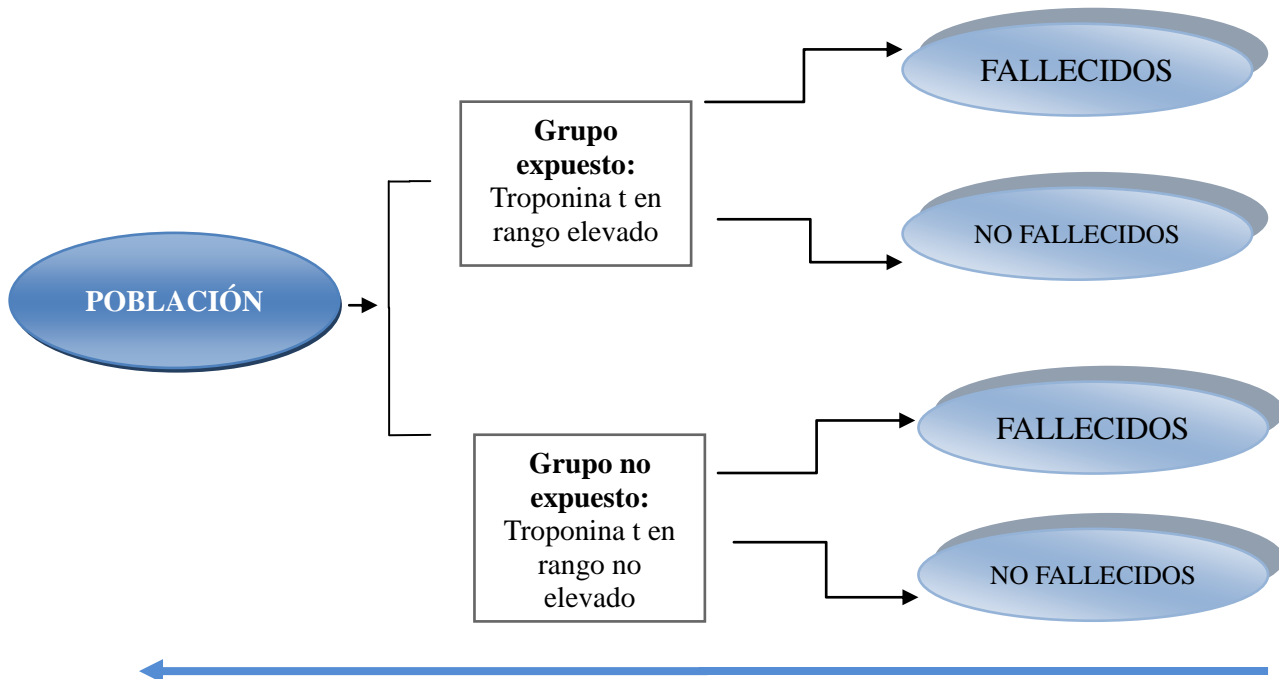 POBLACIÓN
Grupo
expuesto:
Troponina t en
rango elevado
FALLECIDOS
NO FALLECIDOS
Grupo no
expuesto:
Troponina t en
rango no
elevado
FALLECIDOS
NO FALLECIDOS